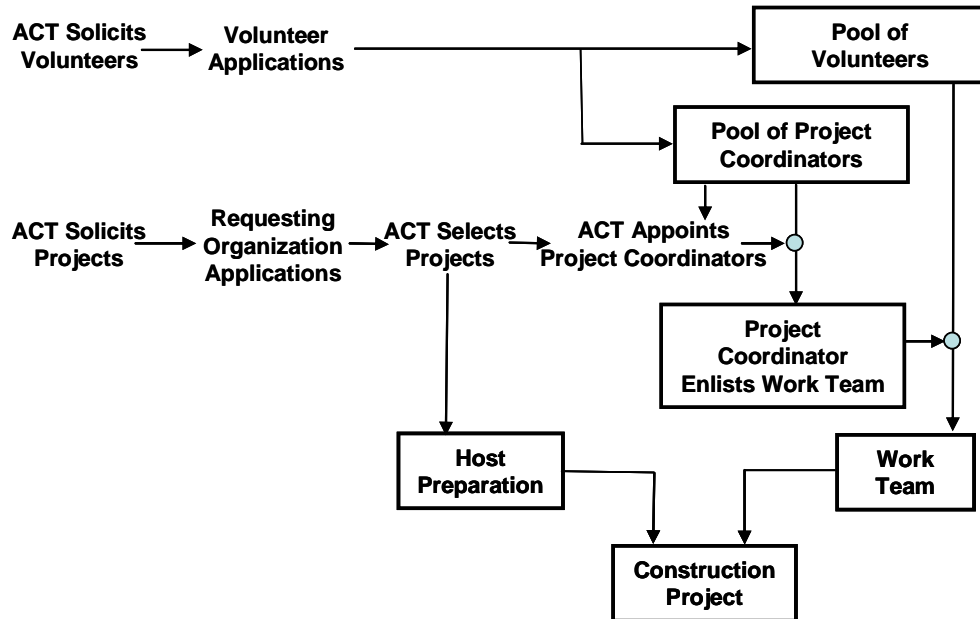 ACT Solicits
Volunteers
Volunteer
Applications
Pool of
Volunteers
Pool of Project
Coordinators
ACT Solicits
Projects
Requesting
Organization
Applications
ACT Selects
Projects
ACT Appoints
Project Coordinators
Project
Coordinator
Enlists Work Team
Host
Preparation
Work
Team
Construction
Project